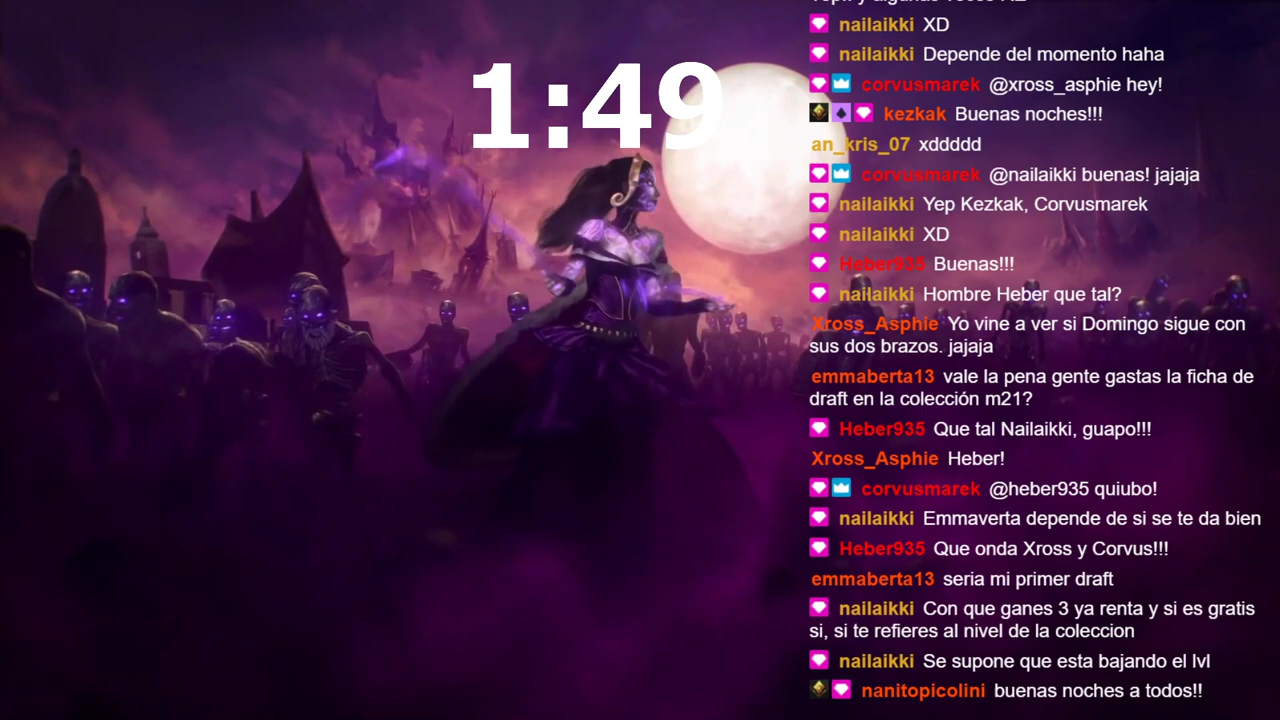 1:49
nailaikki XD
nailaikki Depende del momento haha
corvusmarek @xross_asphie hey!
kezkak Buenas noches!!!
an_kris_07 xddddd
corvusmarek @nailaikki buenas! jajaja
nailaikki Yep Kezkak, Corvusmarek
nailaikki XD
Heber935 Buenas!!!
nailaikki Hombre Heber que tal?
Xross_Asphie Yo vine a ver si Domingo sigue con
sus dos brazos. jajaja
emmaberta13 vale la pena gente gastas la ficha de
draft en la colección m21?
Heber935 Que tal Nailaikki, guapo!!!
Xross_Asphie Heber!
corvusmarek @heber935 quiubo!
nailaikki Emmaverta depende de si se te da bien
Heber935 Que onda Xross y Corvus!!!
emmaberta13 seria mi primer draft
nailaikki Con que ganes 3 ya renta y si es gratis
si, si te refieres al nivel de la coleccion
nailaikki Se supone que esta bajando el lvl
nanitopicolini buenas noches a todos!!